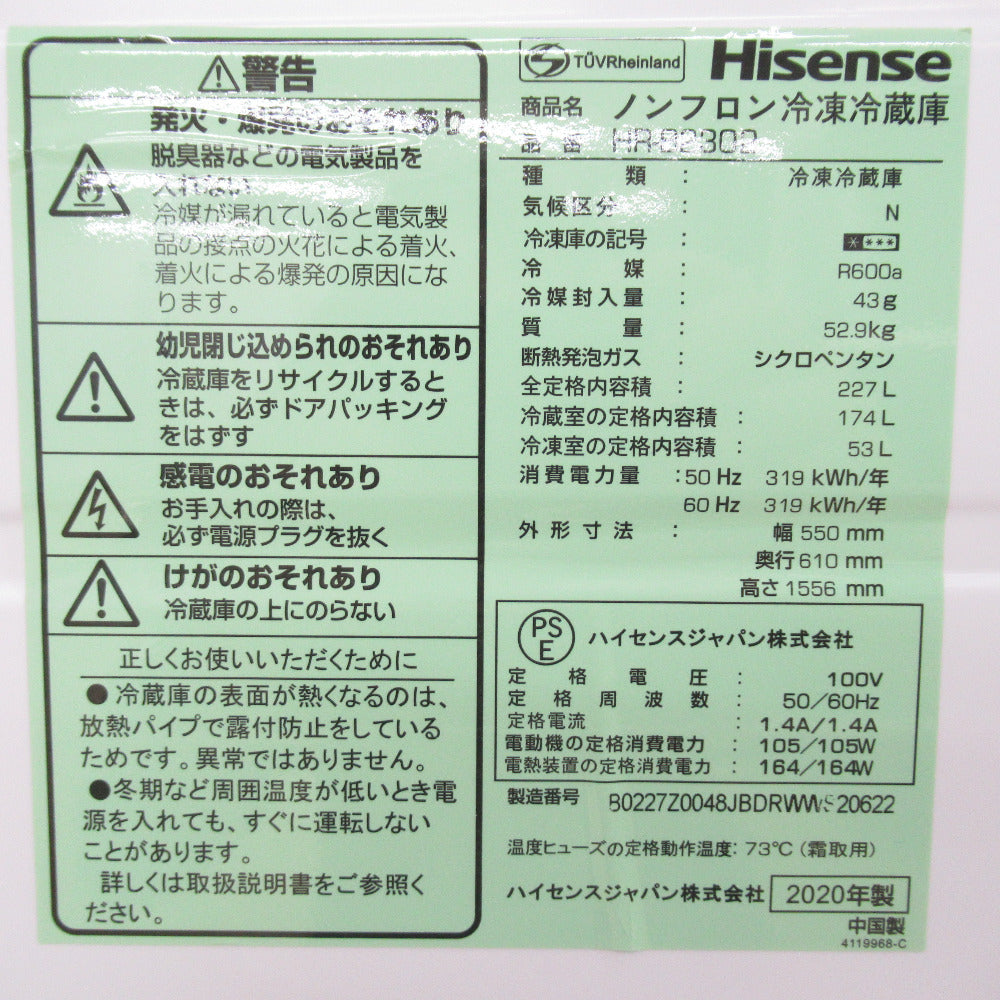 警告
発火・爆発のおそれあり
脱臭器などの電気製品を
入れない
冷媒が漏れていると電気製
品の接点の火花による着火、
着火による爆発の原因にな
ります。
幼児閉じ込められのおそれあり
冷蔵庫をリサイクルすると
きは、必ずドアパッキング
をはずす
感電のおそれあり
お手入れの際は、
必ず電源プラグを抜く
けがのおそれあり
冷蔵庫の上にのらない
正しくお使いいただくために
●冷蔵庫の表面が熱くなるのは、
放熱パイプで露付防止をしている
ためです。異常ではありません。
●冬期など周囲温度が低いとき電
源を入れても、すぐに運転しない
ことがあります。
詳しくは取扱説明書をご参照く
ださい。
TÜVRheinland
Hisense
商品名 ノンフロン冷凍冷蔵庫
品番 HR-B2302
種類 : 冷凍冷蔵庫
気候区分 : N
冷凍庫の記号 : * ***
冷媒 : R600a
冷媒封入量 : 43g
質量 : 52.9kg
断熱発泡ガス : シクロペンタン
全定格内容積 : 227L
冷蔵室の定格内容積 : 174L
冷凍室の定格内容積 : 53L
消費電力量 :50 Hz 319 kWh/年
60 Hz 319 kWh/年
外形寸法 : 幅 550 mm
奥行 610 mm
高さ 1556 mm
PS
E
ハイセンスジャパン株式会社
定格電圧 : 100V
定格周波数 : 50/60Hz
定格電流 : 1.4A/1.4A
電動機の定格消費電力 : 105/105W
電熱装置の定格消費電力 : 164/164W
製造番号 B0227Z0048JBDRWWS20622
温度ヒューズの定格動作温度: 73℃(霜取用)
ハイセンスジャパン株式会社 2020年製
中国製
4119968-C